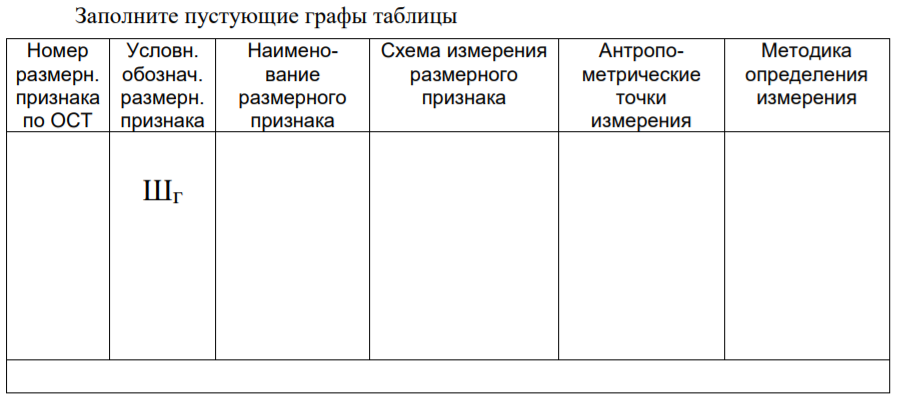 Заполните пустующие графы таблицы
Номер размерн. признака по ОСТ
Условн. обознач. размерн. признака
Наимено-вание размерного признака
Схема измерения размерного признака
Антропо-метрические точки измерения
Методика определения измерения
Шг